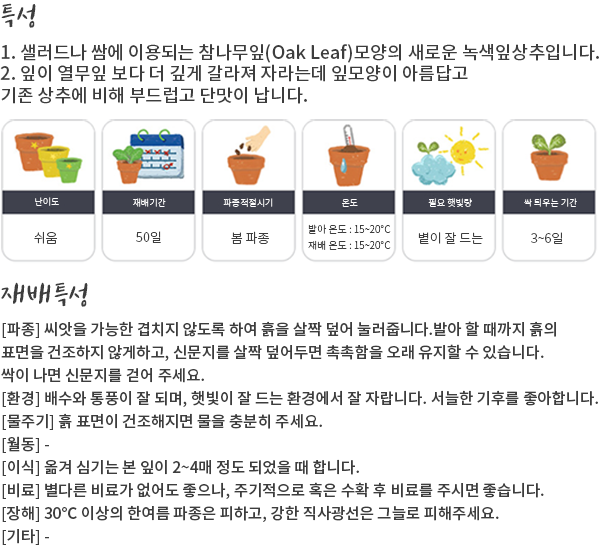 특성
1. 샐러드나 쌈에 이용되는 참나무잎(Oak Leaf)모양의 새로운 녹색잎상추입니다.
2. 잎이 열무잎 보다 더 깊게 갈라져 자라는데 잎모양이 아름답고
기존 상추에 비해 부드럽고 단맛이 납니다.
난이도
쉬움
재배기간
50일
파종적절시기
봄 파종
온도
발아 온도 : 15~20°C
재배 온도 : 15~20°C
필요 햇빛량
볕이 잘 드는
싹 틔우는 기간
3~6일
재배특성
[파종] 씨앗을 가능한 겹치지 않도록 하여 흙을 살짝 덮어 눌러줍니다.발아 할 때까지 흙의
표면을 건조하지 않게하고, 신문지를 살짝 덮어두면 촉촉함을 오래 유지할 수 있습니다.
싹이 나면 신문지를 걷어 주세요.
[환경] 배수와 통풍이 잘 되며, 햇빛이 잘 드는 환경에서 잘 자랍니다. 서늘한 기후를 좋아합니다.
[물주기] 흙 표면이 건조해지면 물을 충분히 주세요.
[월동] -
[이식] 옮겨 심기는 본 잎이 2~4매 정도 되었을 때 합니다.
[비료] 별다른 비료가 없어도 좋으나, 주기적으로 혹은 수확 후 비료를 주시면 좋습니다.
[장해] 30°C 이상의 한여름 파종은 피하고, 강한 직사광선은 그늘로 피해주세요.
[기타] -